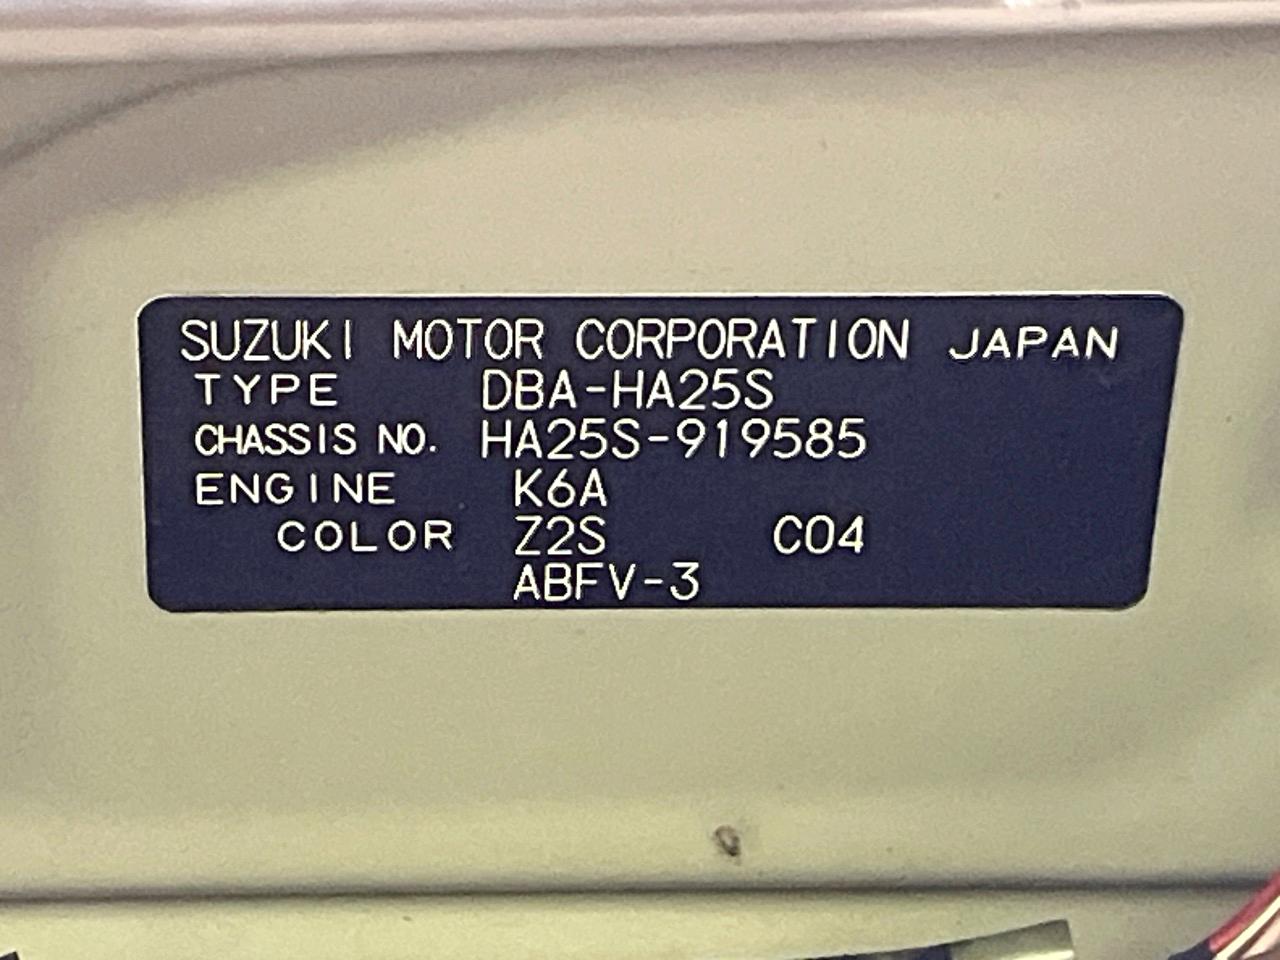 SUZUKI MOTOR CORPORATION JAPAN
TYPE DBA-HA25S
CHASSIS NO. HA25S-919585
ENGINE K6A
COLOR Z2S C04
ABFV-3